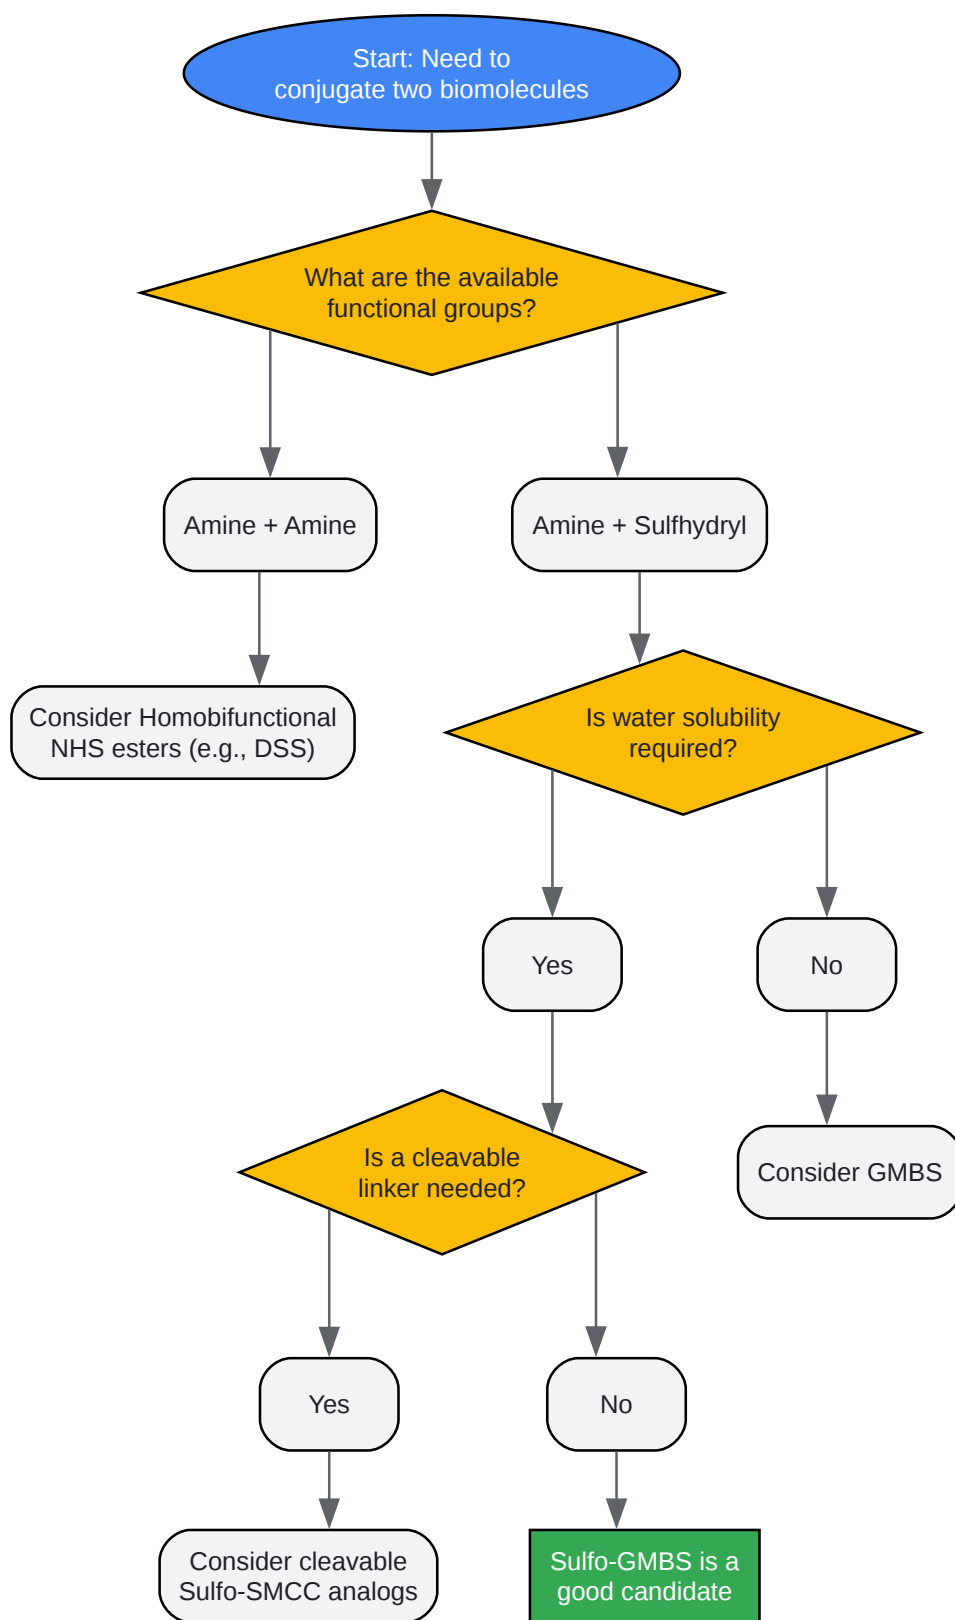 Start: Need to
conjugate two biomolecules
What are the available
functional groups?
Amine + Amine
Amine + Sulfhydryl
Consider Homobifunctional
NHS esters (e.g., DSS)
Is water solubility
required?
Yes
No
Is a cleavable
linker needed?
Consider GMBS
Yes
No
Consider cleavable
Sulfo-SMCC analogs
Sulfo-GMBS is a
good candidate